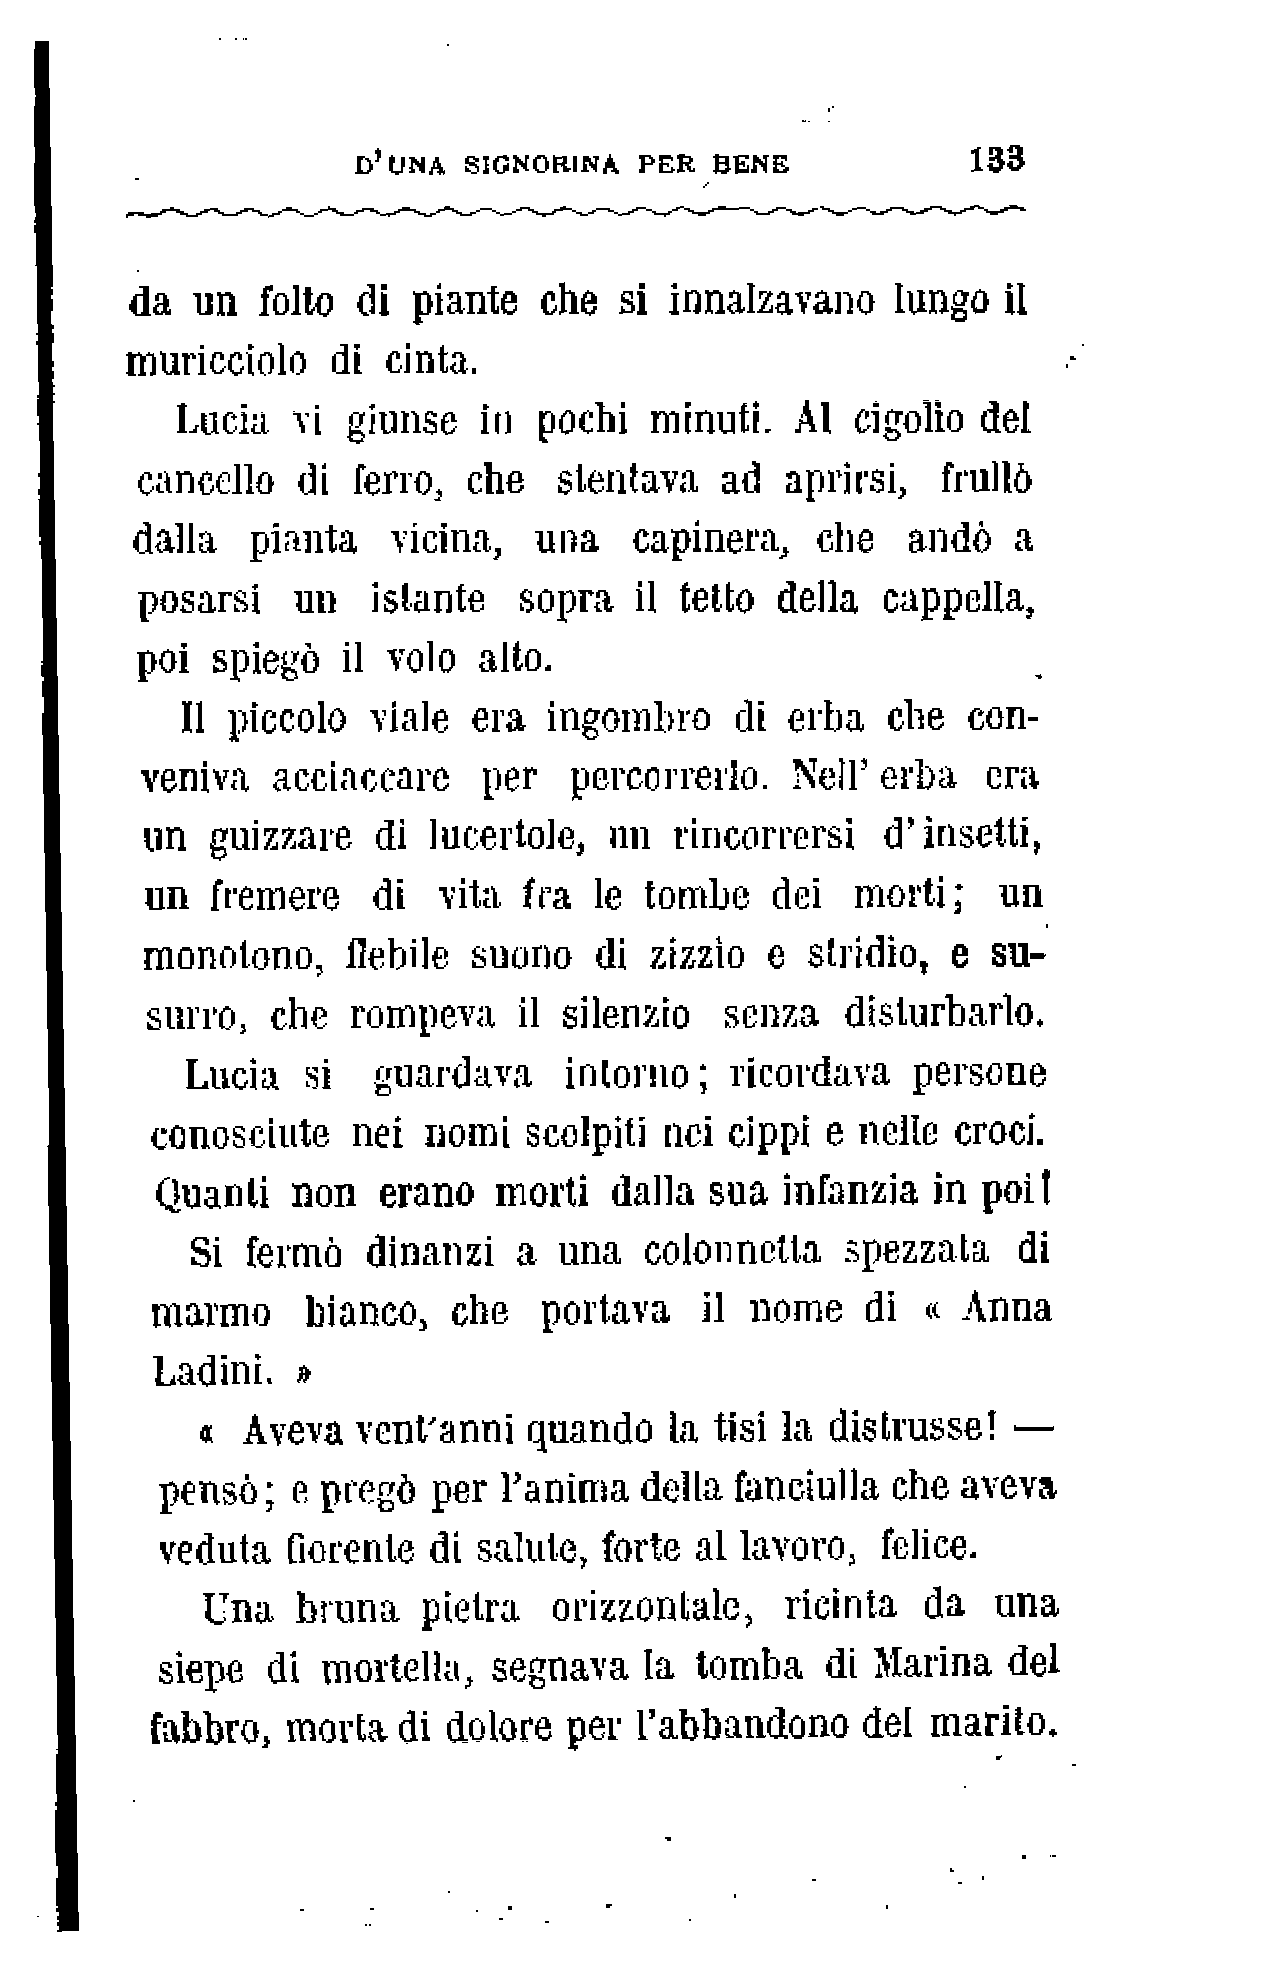 D'UNA SIGNORINA PER BENE 133
da un folto di piante che si innalzavano lungo il
muricciolo di cinta.
Lucia vi giunse in pochi minuti. Al cigolìo del
cancello di ferro, che stentava ad aprirsi, frullò
dalla pianta vicina, una capinera, che andò a
posarsi un istante sopra il tetto della cappella,
poi spiegò il volo alto.
Il piccolo viale era ingombro di erba che con-
veniva acciaccare per percorrerlo. Nell' erba era
un guizzare di lucertole, un rincorrersi d' insetti,
un fremere di vita fra le tombe dei morti; un
monotono, flebile suono di zizzìo e stridìo, e su-
surro, che rompeva il silenzio senza disturbarlo.
Lucia si guardava intorno; ricordava persone
conosciute nei nomi scolpiti nei cippi e nelle croci.
Quanti non erano morti dalla sua infanzia in poi!
Si fermò dinanzi a una colonnetta spezzata di
marmo bianco, che portava il nome di « Anna
Ladini. »
« Aveva vent'anni quando la tisi la distrusse! —
pensò; e pregò per l'anima della fanciulla che aveva
veduta fiorente di salute, forte al lavoro, felice.
Una bruna pietra orizzontale, ricinta da una
siepe di mortella, segnava la tomba di Marina del
fabbro, morta di dolore per l'abbandono del marito.